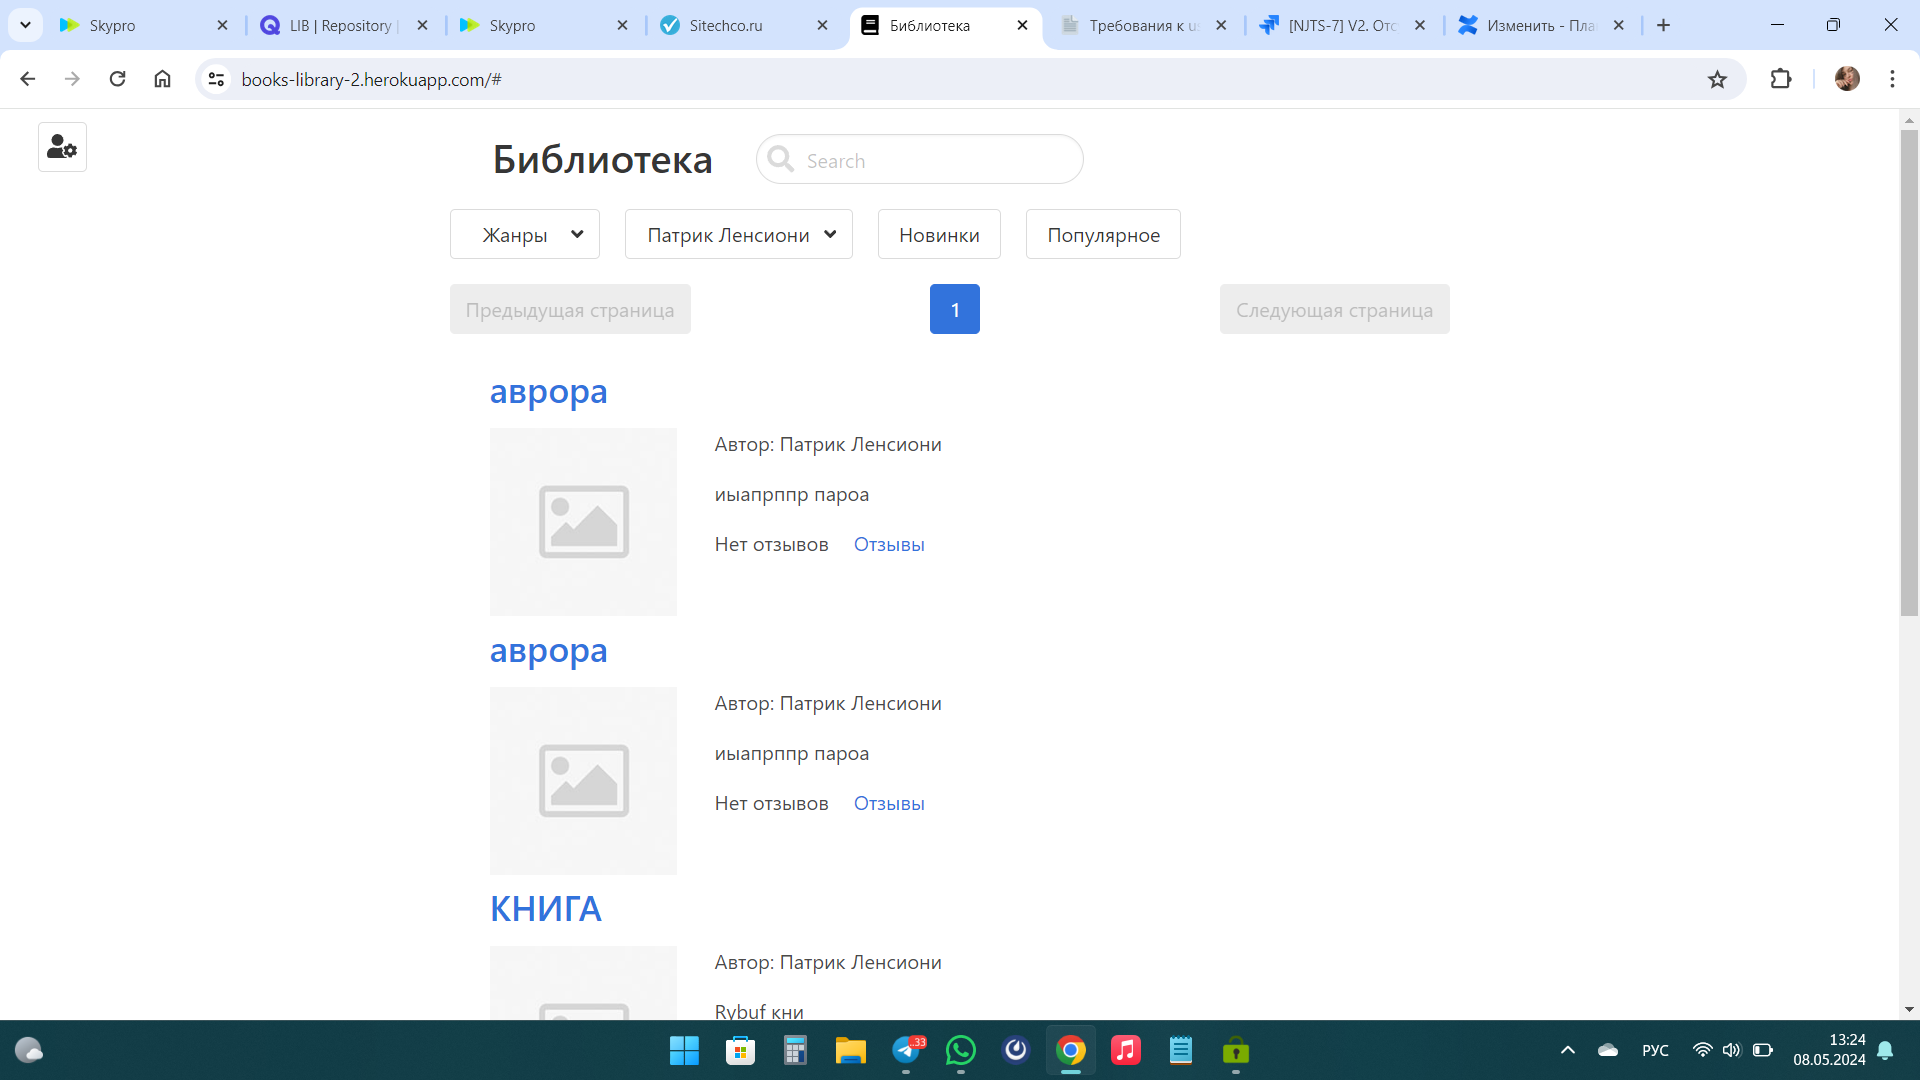 Skypro
LIB | Repository |
Skypro
Sitechco.ru
Библиотека
Требования к us
[NJTS-7] V2. Отс
Изменить - Пла
books-library-2.herokuapp.com/#
Библиотека
Search
Жанры
Патрик Ленсиони
Новинки
Популярное
Предыдущая страница
1
Следующая страница
аврора
Автор: Патрик Ленсиони
иыапрппр пароа
Нет отзывов Отзывы
аврора
Автор: Патрик Ленсиони
иыапрппр пароа
Нет отзывов Отзывы
КНИГА
Автор: Патрик Ленсиони
Rybuf кни
..33
РУС
13:24
08.05.2024